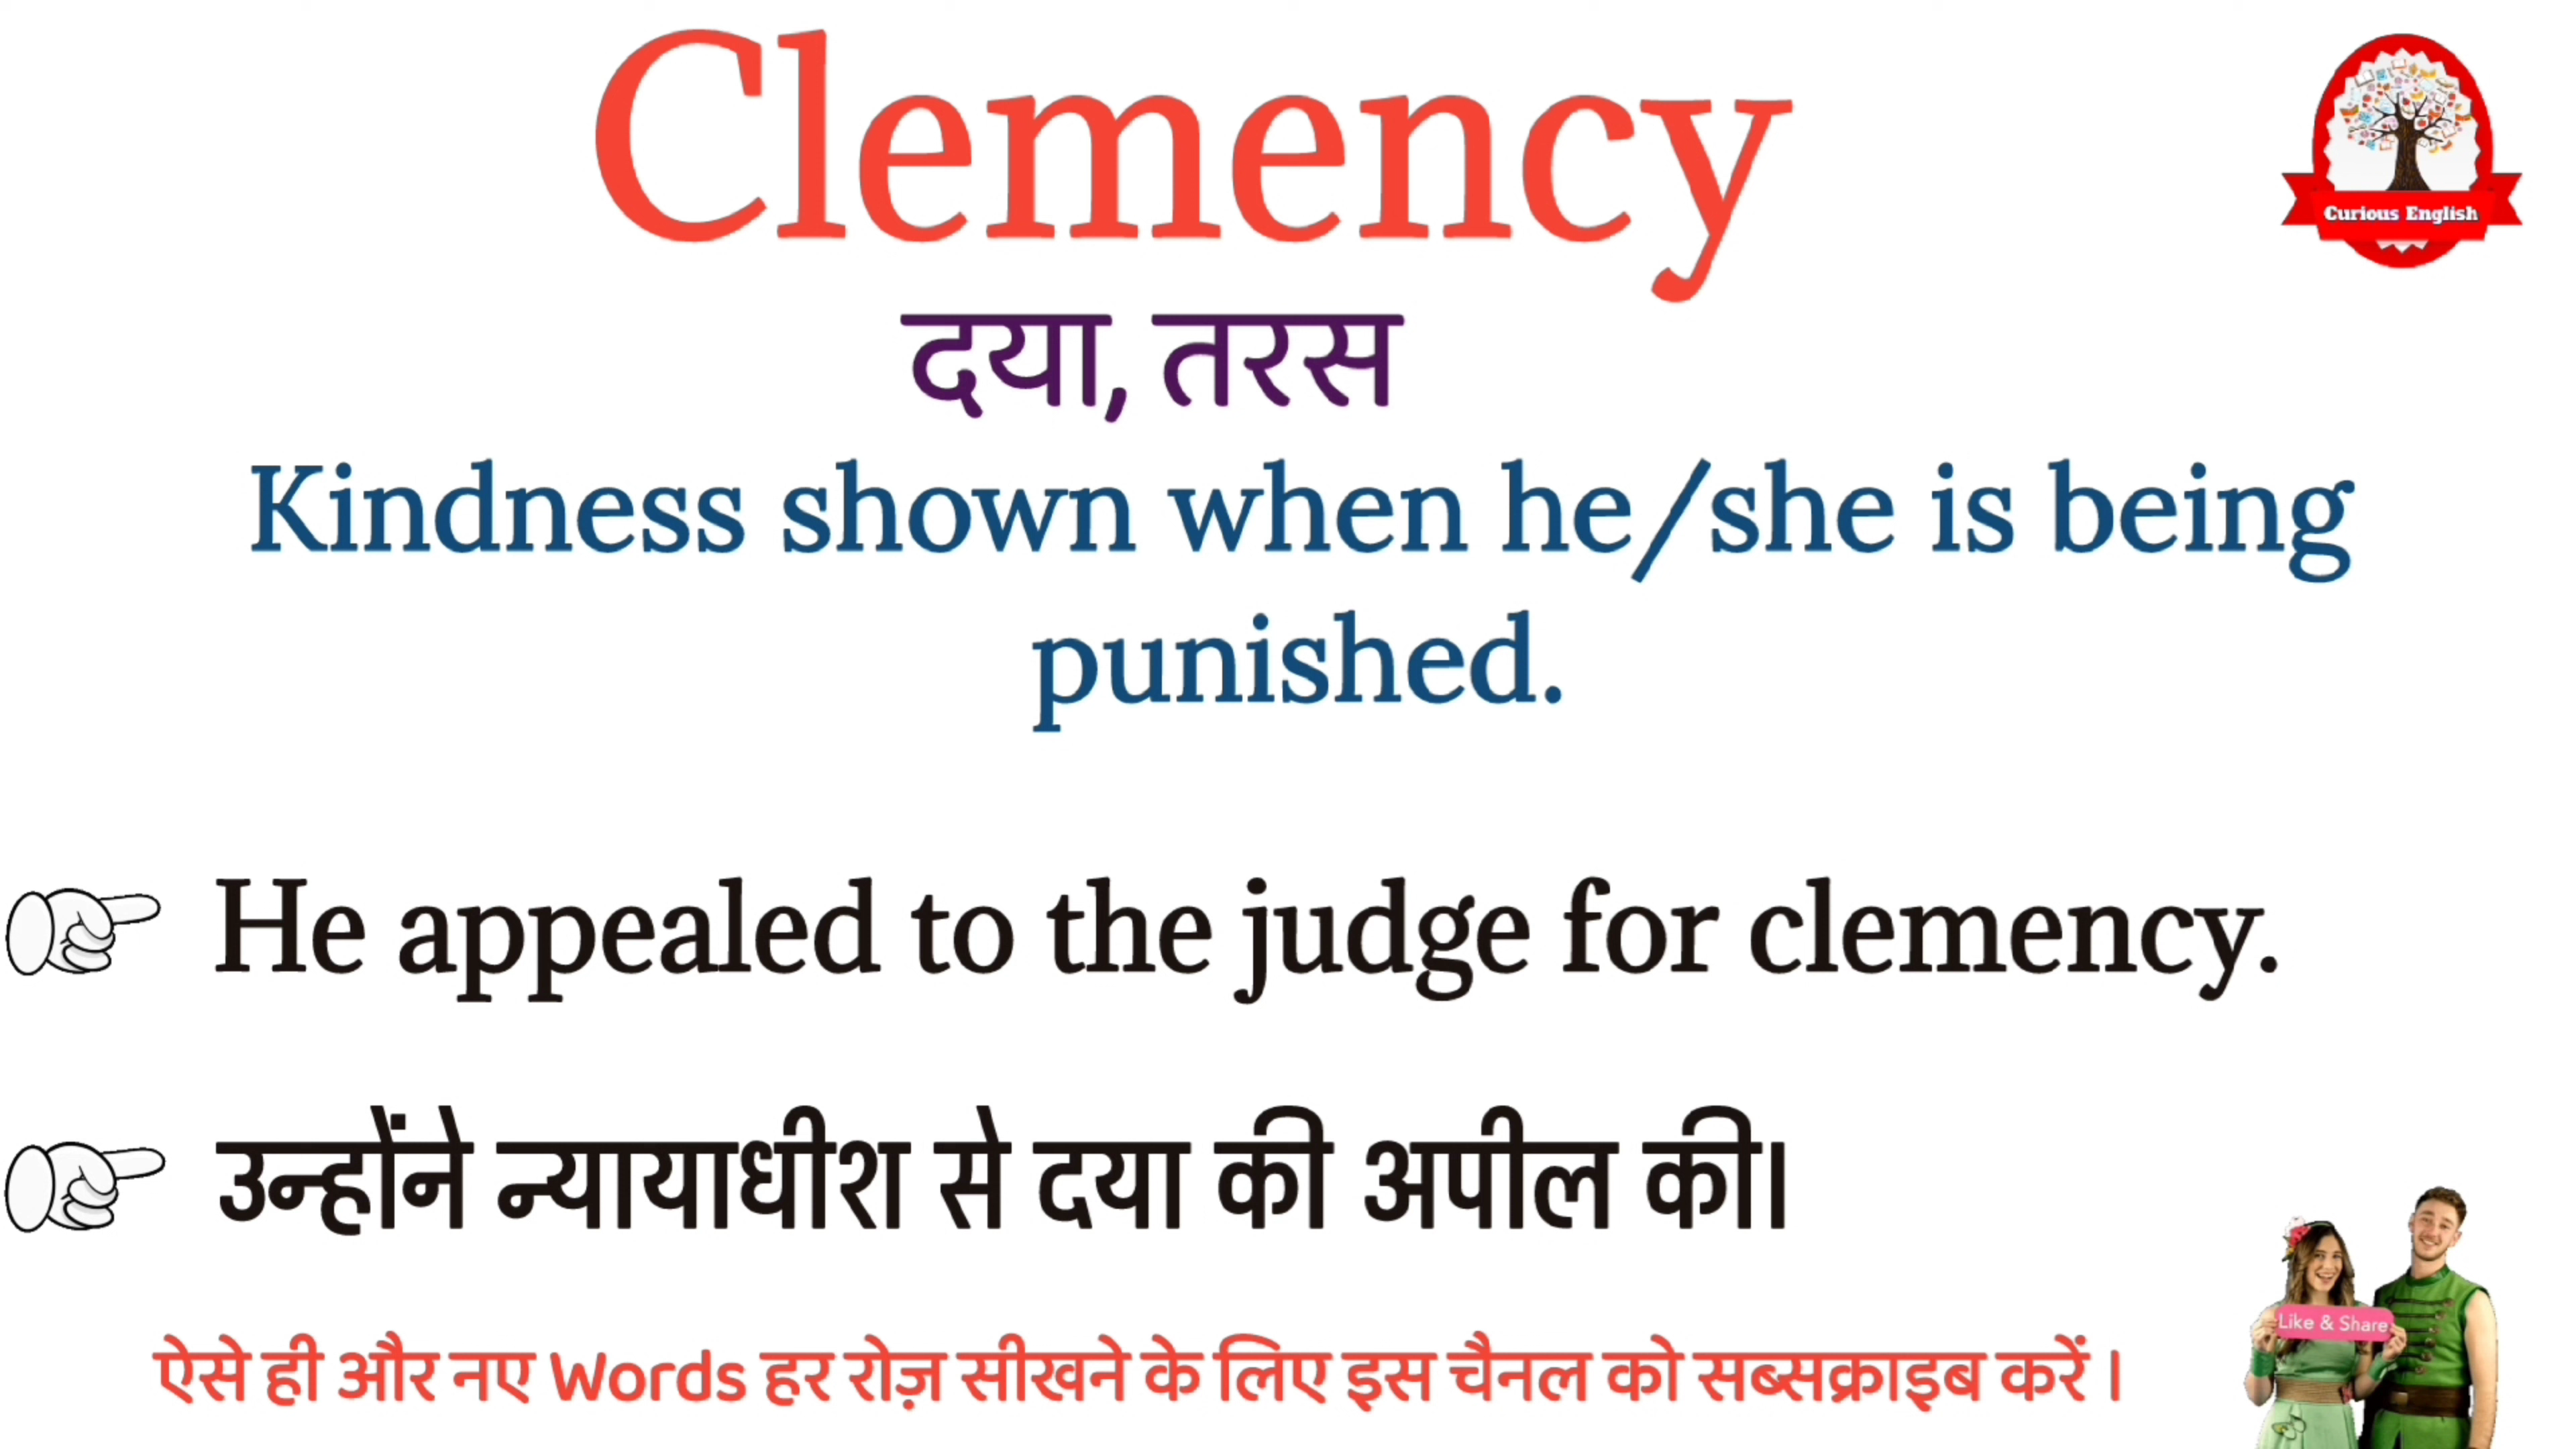 Clemency
Curious English
दया, तरस
Kindness shown when he/she is being
punished.
He appealed to the judge for clemency.
उन्होंने न्यायाधीश से दया की अपील की।
Like & Share
ऐसे ही और नए Words हर रोज़ सीखने के लिए इस चैनल को सब्सक्राइब करें ।